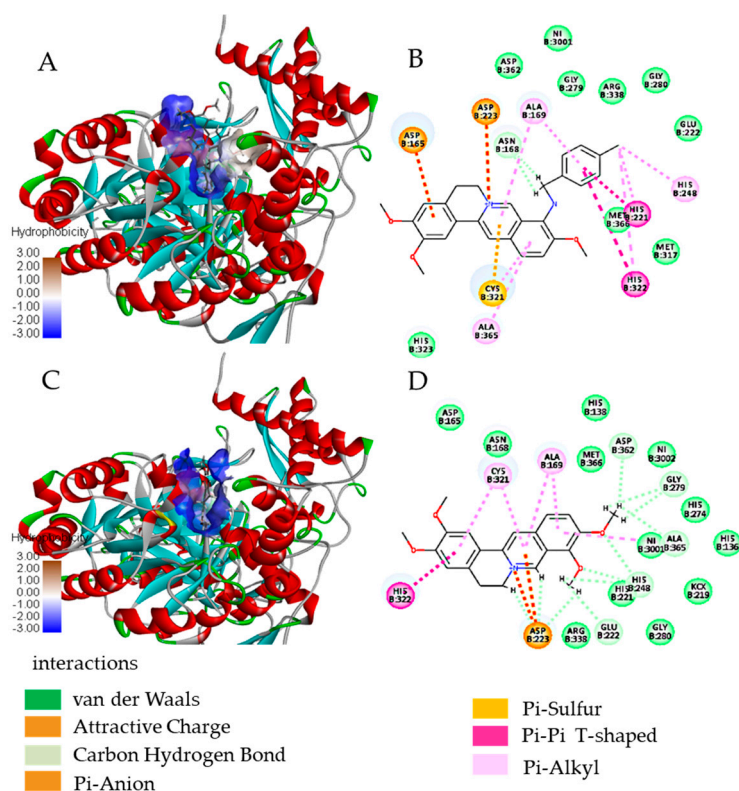 A
Hydrophobicity
3.00
2.00
1.00
0.00
-1.00
-2.00
-3.00
B
NI
B:3001
ASP
B:362
GLY
B:279
ARG
B:338
GLY
B:280
GLU
B:222
ASP
B:223
ALA
B:169
ASP
B:165
ASN
B:168
HIS
B:248
HIS
B:221
MET
B:366
MET
B:317
HIS
B:322
CYS
B:321
ALA
B:365
HIS
B:323
N
H
H
N
O
O
O
C
Hydrophobicity
3.00
2.00
1.00
0.00
-1.00
-2.00
-3.00
D
HIS
B:138
ASP
B:165
ASN
B:168
ASP
B:362
MET
B:366
NI
B:3002
ALA
B:169
CYS
B:321
GLY
B:279
HIS
B:274
NI
B:3001
ALA
B:365
HIS
B:136
HIS
B:221
HIS
B:248
KCX
B:219
HIS
B:322
ASP
B:223
ARG
B:338
GLU
B:222
GLY
B:280
interactions
van der Waals
Attractive Charge
Carbon Hydrogen Bond
Pi-Anion
Pi-Sulfur
Pi-Pi T-shaped
Pi-Alkyl